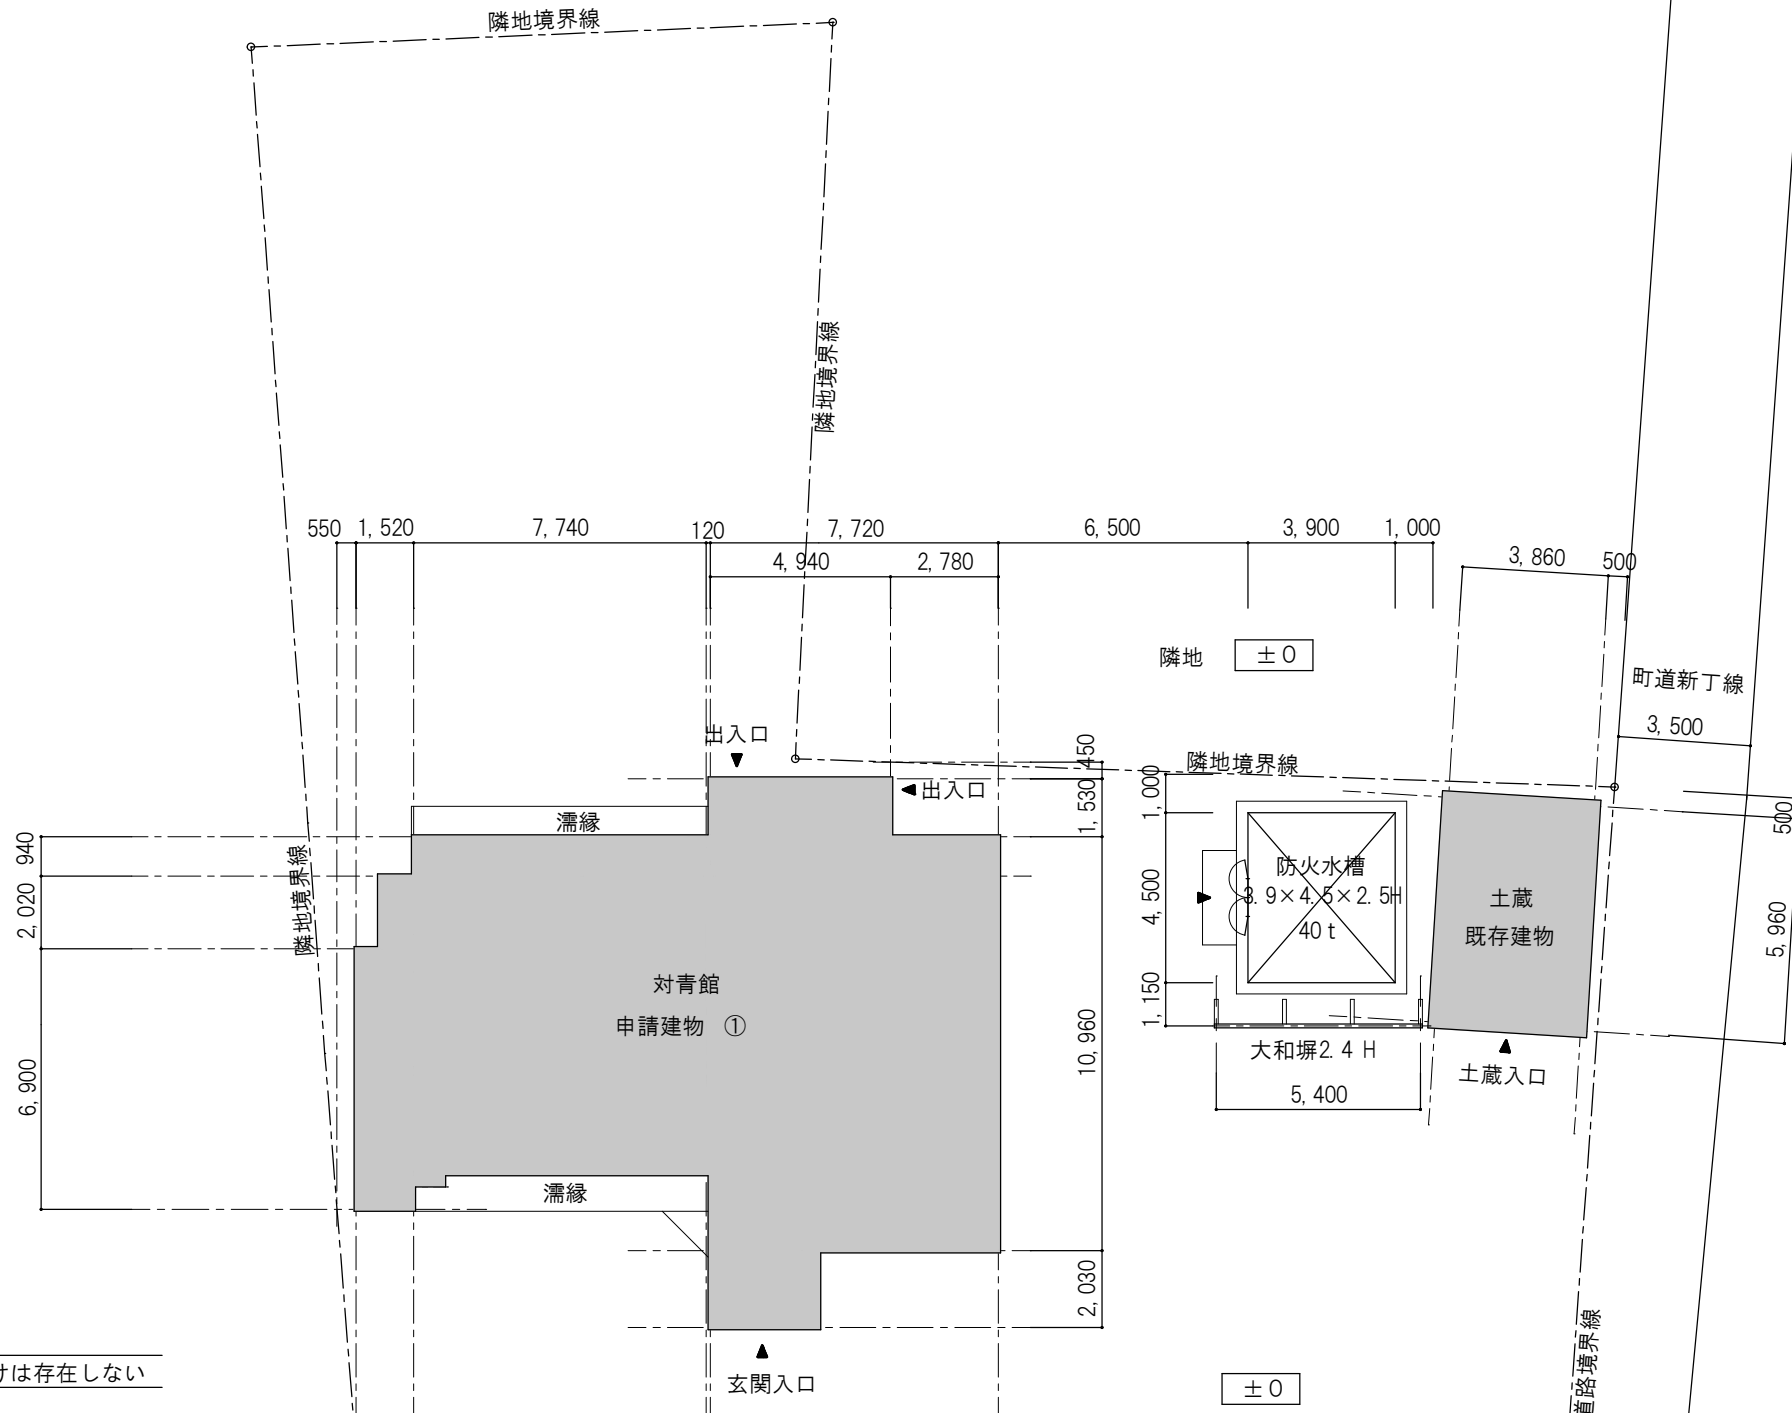 隣地境界線
隣地境界線
550
1,520
7,740
120
7,720
6,500
3,900
1,000
4,940
2,780
3,860
500
隣地
±0
町道新丁線
3,500
出入口
450
隣地境界線
出入口
1,530
1,000
500
濡縁
940
2,020
隣地境界線
防火水槽
3.9×4.5×2.5H
40t
4,500
土蔵
既存建物
5,960
対青館
申請建物 ①
1,150
10,960
大和塀2.4H
土蔵入口
6,900
5,400
濡縁
2,030
道路境界線
けは存在しない
玄関入口
±0